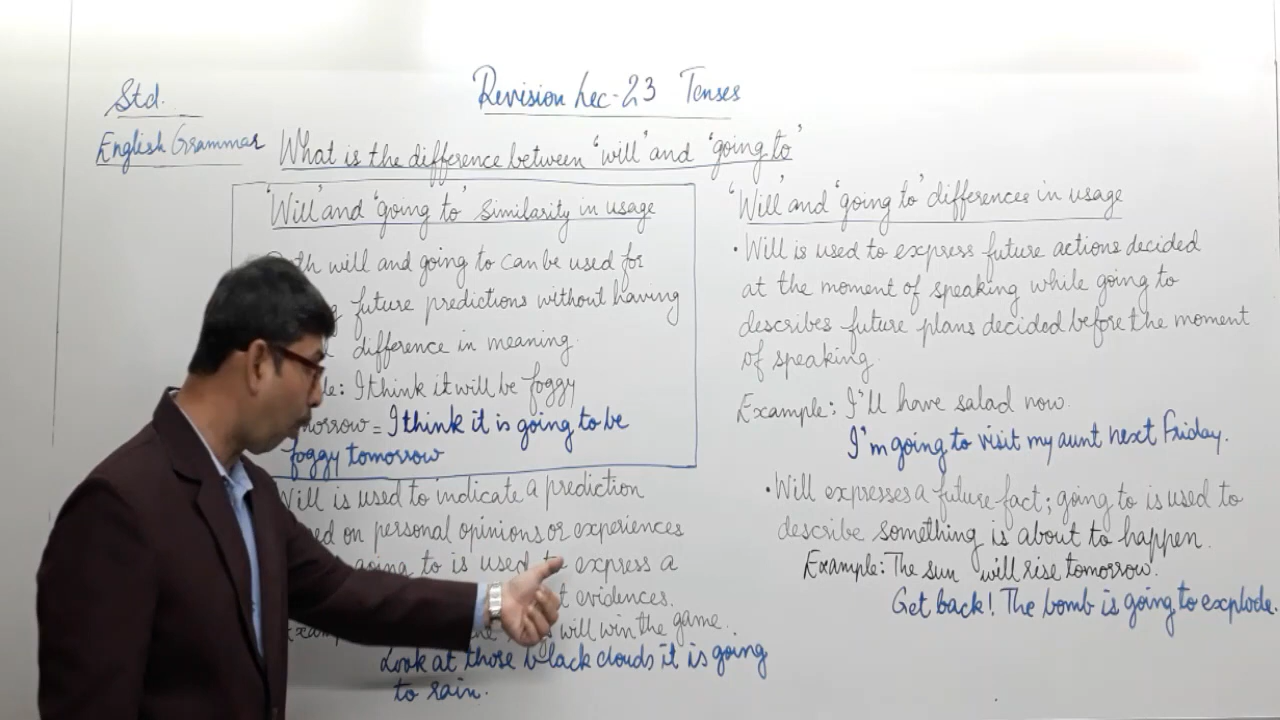 Std.
English Grammar
Revision Lec-23 Tenses
What is the difference between "will" and "going to"
'Will' and "going to" similarity in usage
will and going to can be used for
future predictions without having
difference in meaning.
I think it will be foggy
= I think it is going to be
foggy tomorrow
Will is used to indicate a prediction
on personal opinions or experiences
going to is used to express a
evidences.
will win the game.
Look at those black clouds it is going
to rain.
'Will' and 'going to' differences in usage
• Will is used to express future actions decided
at the moment of speaking while going to
describes future plans decided before the moment
of speaking.
Example: I'll have salad now.
I'm going to visit my aunt next Friday.
• Will expresses a future fact; going to is used to
describe something is about to happen.
Example: The sun will rise tomorrow.
Get back! The bomb is going to explode.